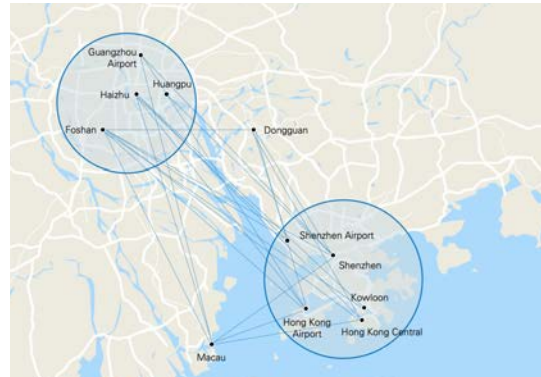 Guangzhou
Airport
Huangpu
Haizhu
Foshan
Dongguan
Shenzhen Airport
Shenzhen
Kowloon
Hong Kong
Airport
Hong Kong Central
Macau